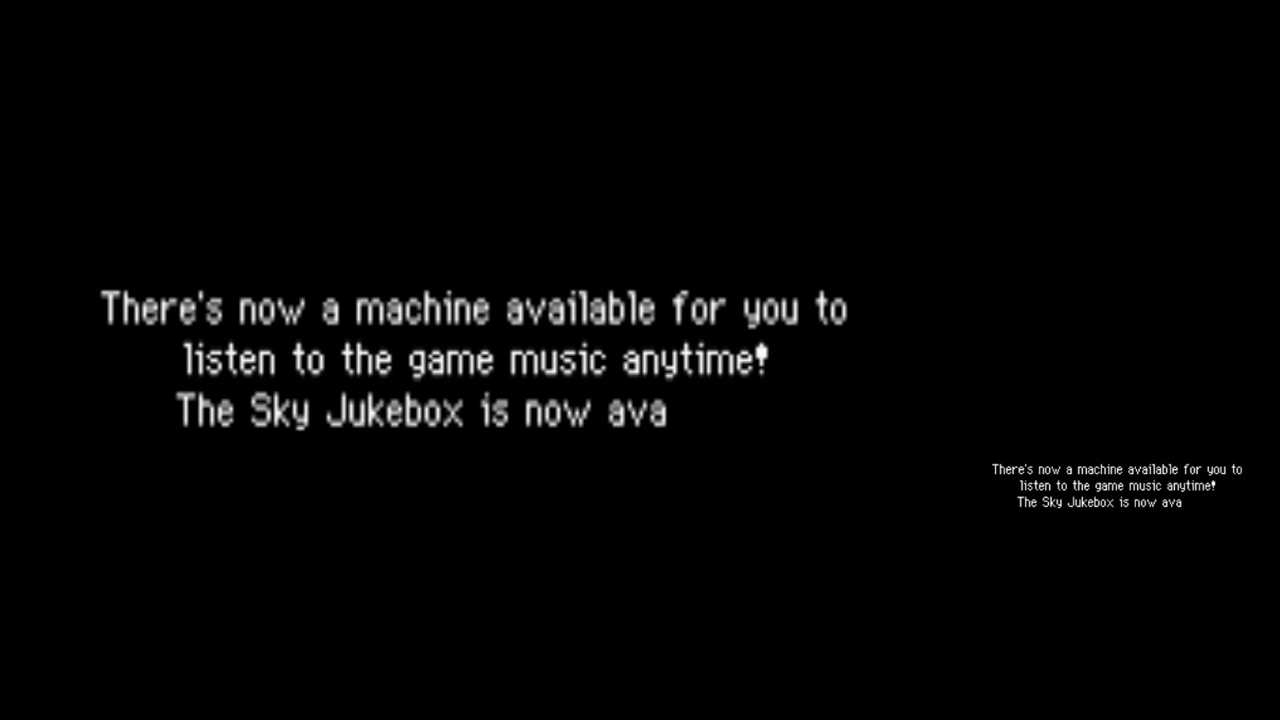 There's now a machine available for you to
listen to the game music anytime!
The Sky Jukebox is now ava
There's now a machine available for you to
listen to the game music anytime!
The Sky Jukebox is now ava